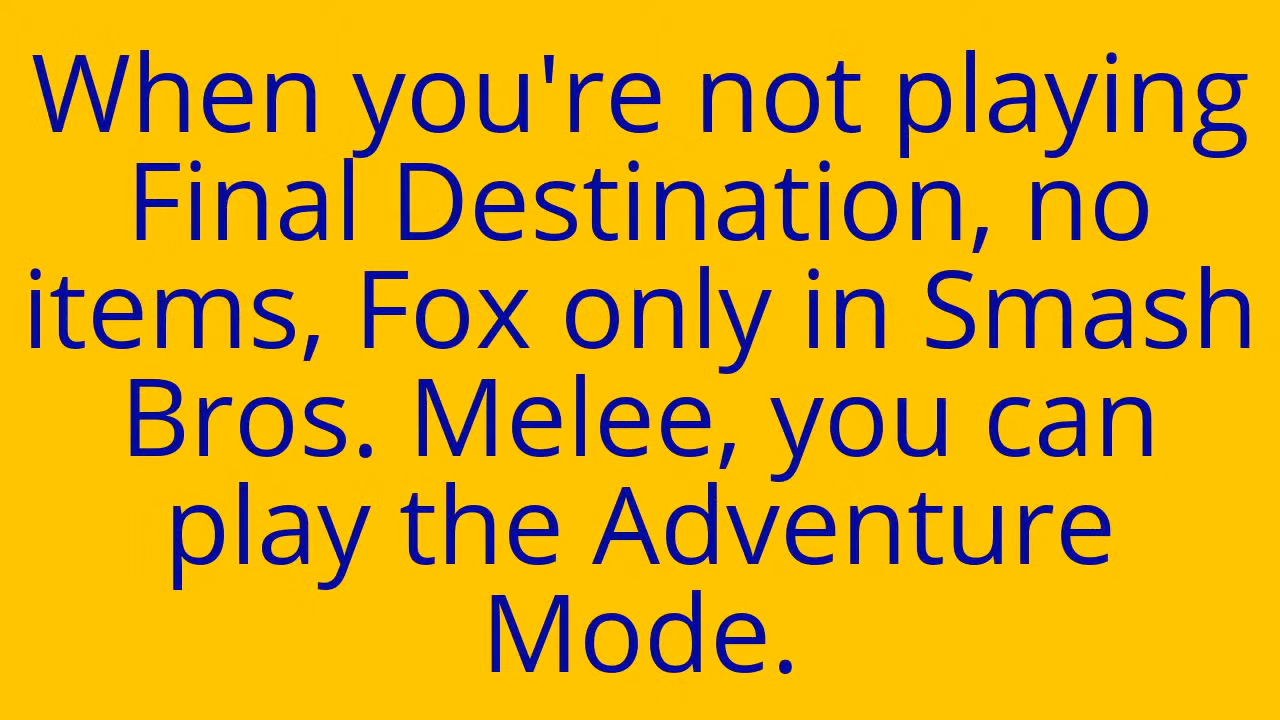 When you're not playing
Final Destination, no
items, Fox only in Smash
Bros. Melee, you can
play the Adventure
Mode.